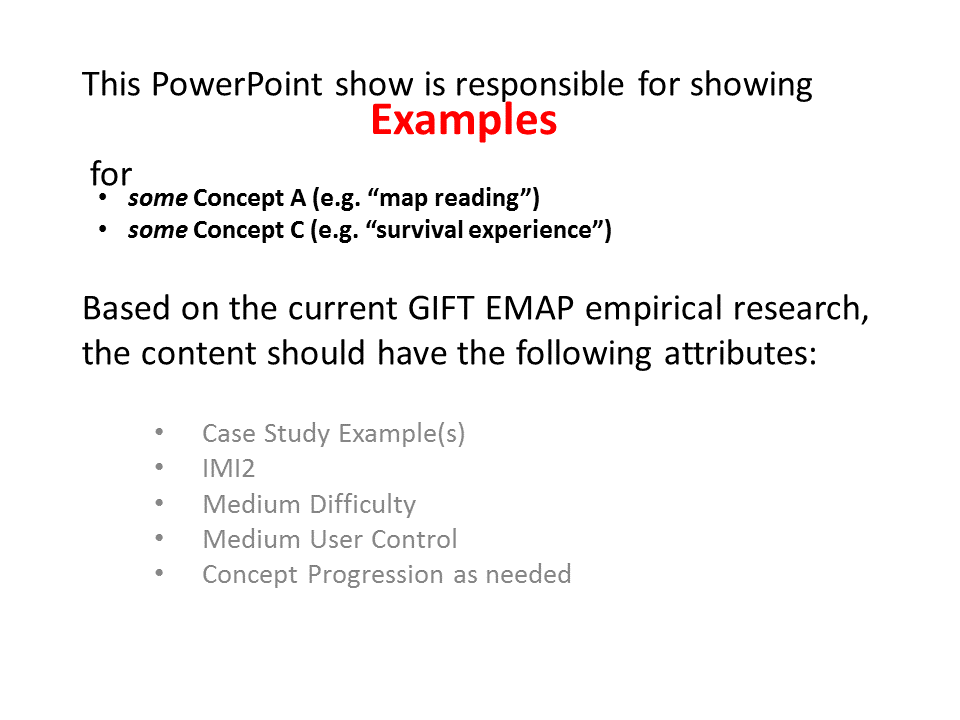 This PowerPoint show is responsible for showing
Examples
for
• some Concept A (e.g. “map reading”)
• some Concept C (e.g. “survival experience”)
Based on the current GIFT EMAP empirical research,
the content should have the following attributes:
• Case Study Example(s)
• IMI2
• Medium Difficulty
• Medium User Control
• Concept Progression as needed